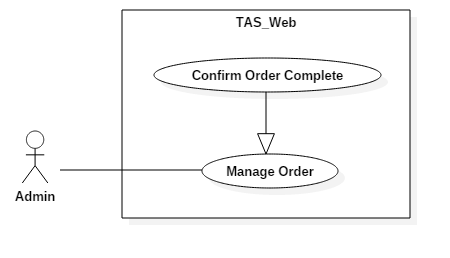 TAS_Web
Confirm Order Complete
Manage Order
Admin